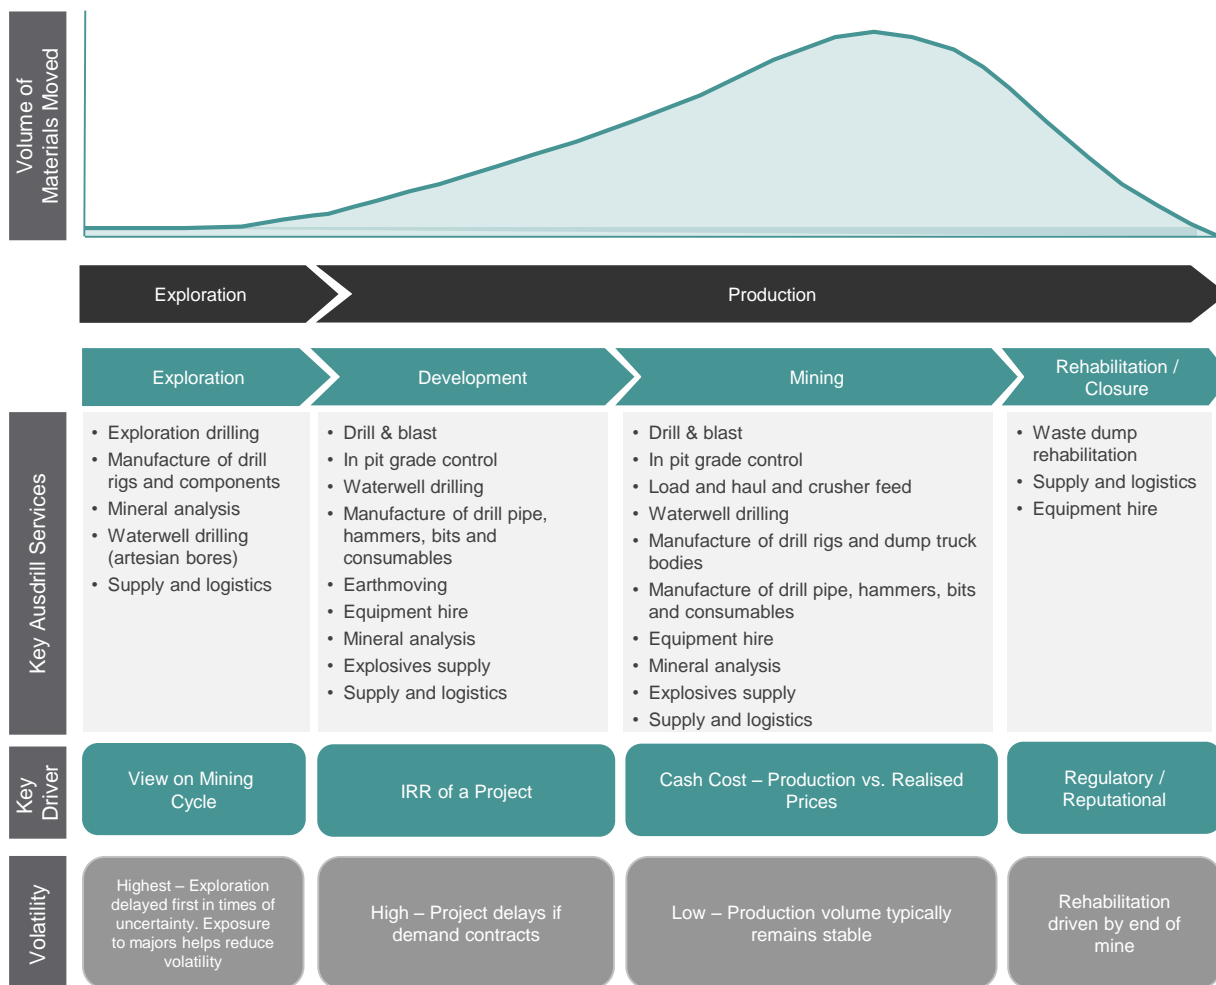 Volume of
Materials Moved
Exploration
Production
Exploration
Development
Mining
Rehabilitation /
Closure
Key Ausdrill Services
• Exploration drilling
• Manufacture of drill
rigs and components
• Mineral analysis
• Waterwell drilling
(artesian bores)
• Supply and logistics
• Drill & blast
• In pit grade control
• Waterwell drilling
• Manufacture of drill pipe,
hammers, bits and
consumables
• Earthmoving
• Equipment hire
• Mineral analysis
• Explosives supply
• Supply and logistics
• Drill & blast
• In pit grade control
• Load and haul and crusher feed
• Waterwell drilling
• Manufacture of drill rigs and dump truck
bodies
• Manufacture of drill pipe, hammers, bits
and consumables
• Equipment hire
• Mineral analysis
• Explosives supply
• Supply and logistics
• Waste dump
rehabilitation
• Supply and logistics
• Equipment hire
Key
Driver
View on Mining
Cycle
IRR of a Project
Cash Cost – Production vs. Realised
Prices
Regulatory /
Reputational
Volatility
Highest – Exploration
delayed first in times of
uncertainty. Exposure
to majors helps reduce
volatility
High – Project delays if
demand contracts
Low – Production volume typically
remains stable
Rehabilitation
driven by end of
mine